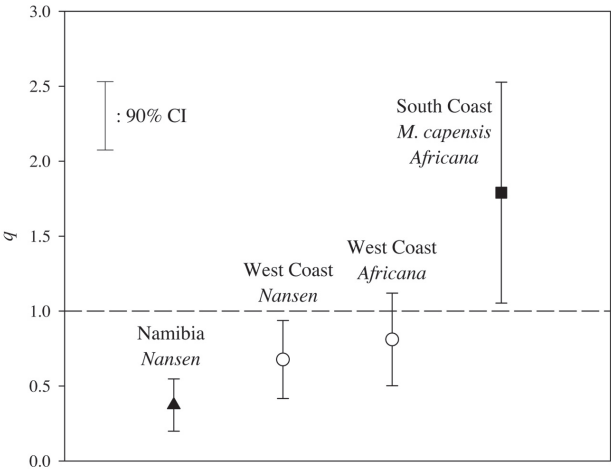 3.0
2.5
: 90% CI
South Coast
M. capensis
Africana
2.0
1.5
q
West Coast
Africana
West Coast
Nansen
1.0
Namibia
Nansen
0.5
0.0